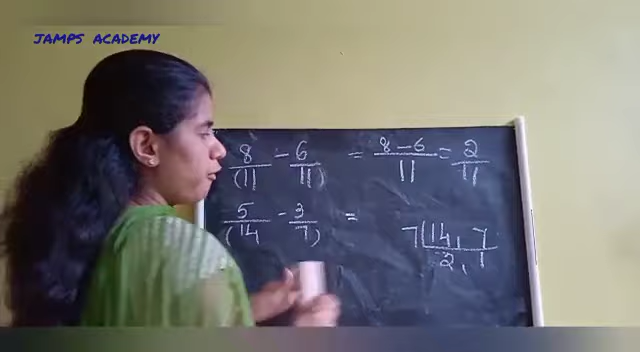 JAMPS ACADEMY
8/(11 - 6/11) = 8-6/11 = 2/11
5/(14 - 3/7) =
7(14, 7
2, 1